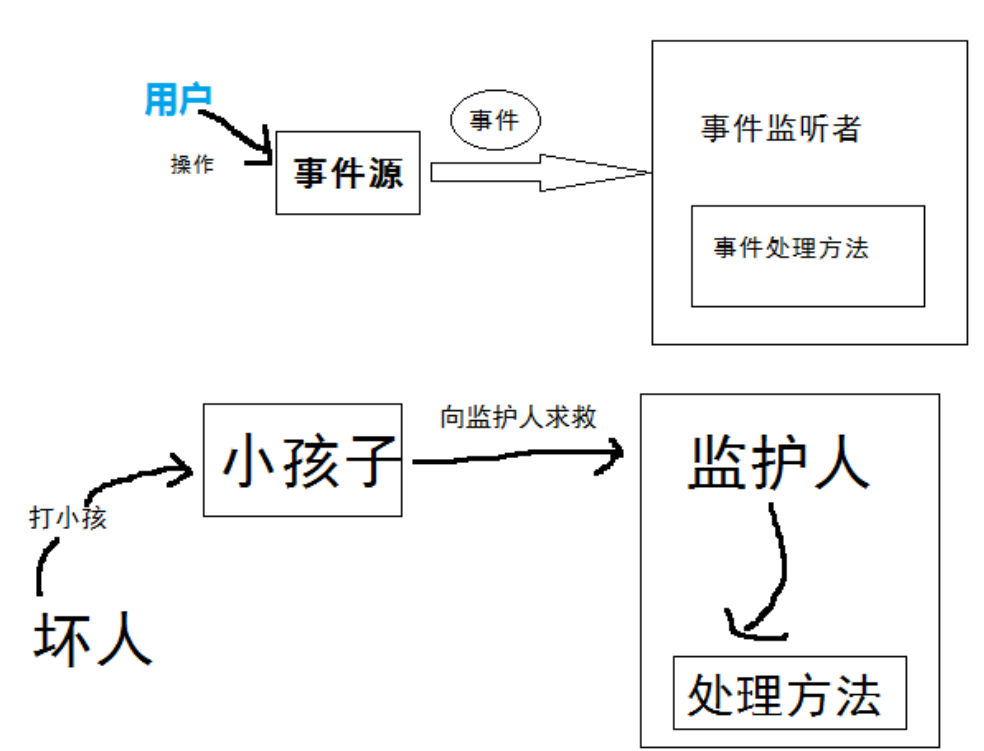 用户
操作
事件源
事件
事件监听者
事件处理方法
坏人
打小孩
小孩子
向监护人求救
监护人
处理方法